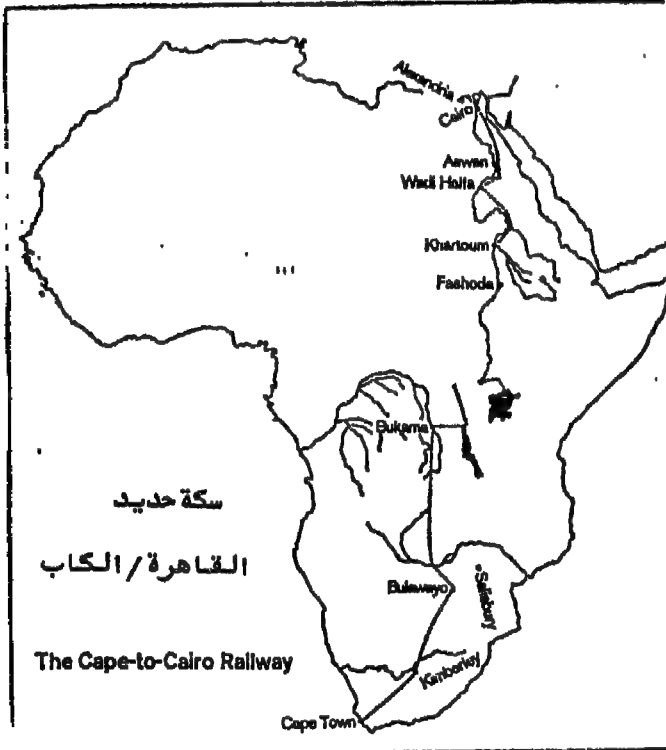 Alexandria
Cairo
Aswan
Wadi Halfa
Khartoum
Fashoda
Bukama
سكة حديد
القاهرة/الكاب
Bulawayo
Salisbury
The Cape-to-Cairo Railway
Kimberley
Cape Town